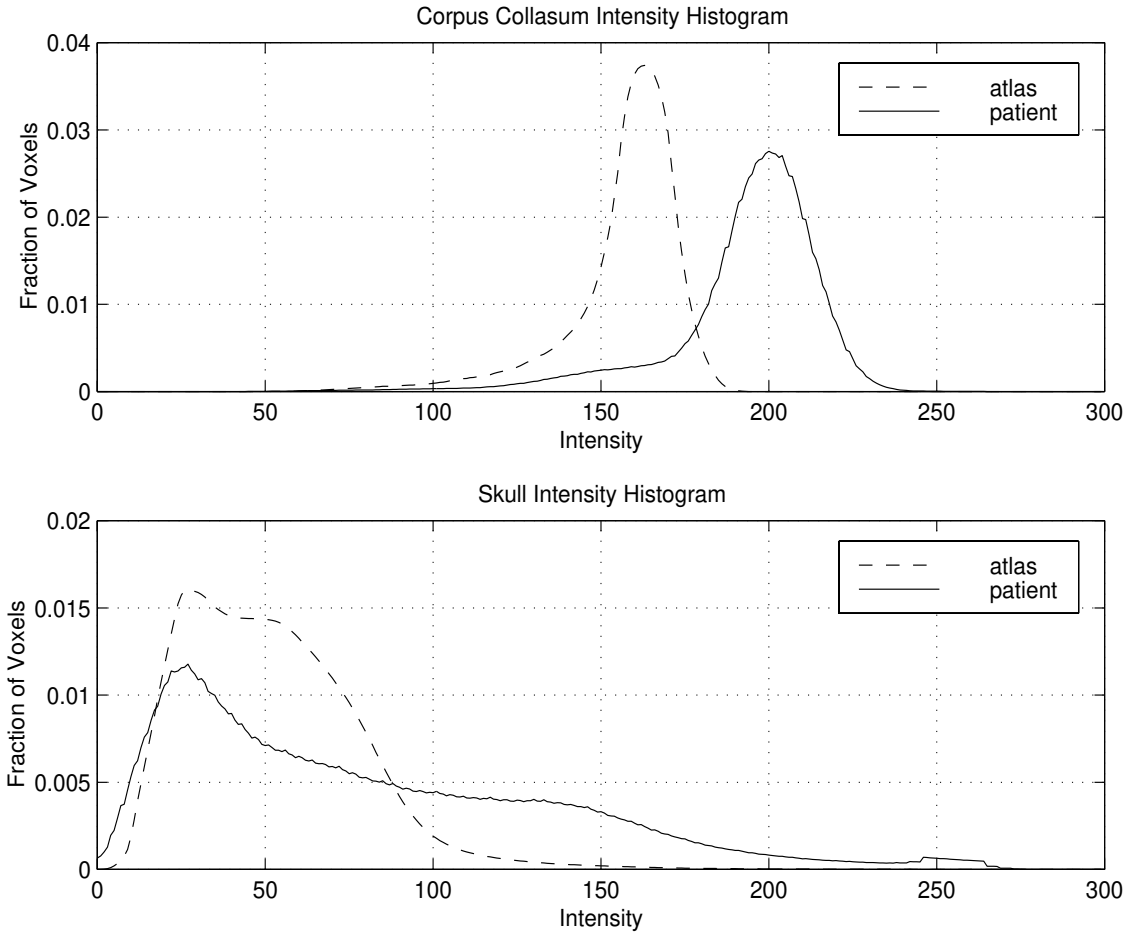 Corpus Collasum Intensity Histogram
0.04
0.03
0.02
0.01
0
Fraction of Voxels
atlas
patient
0 50 100 150 200 250 300
Intensity
Skull Intensity Histogram
0.02
0.015
0.01
0.005
0
Fraction of Voxels
atlas
patient
0 50 100 150 200 250 300
Intensity